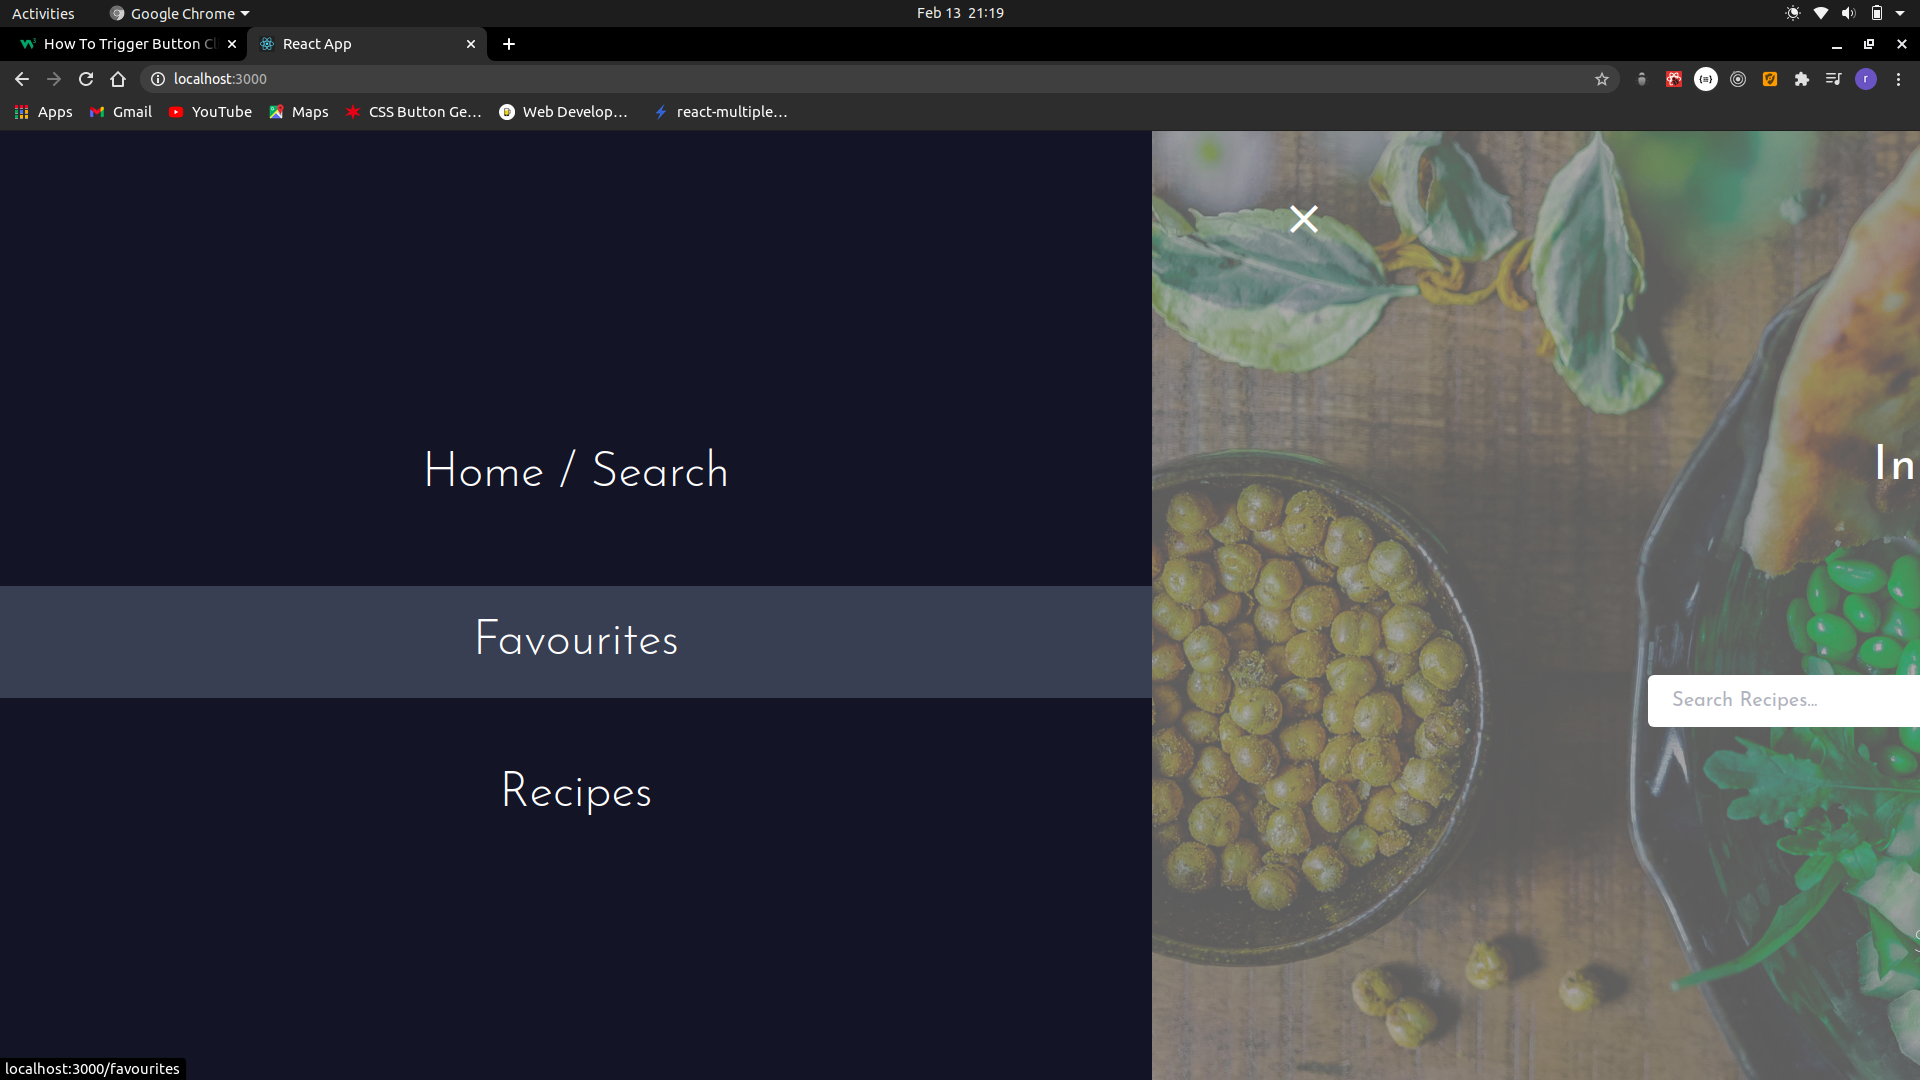 Activities Google Chrome Feb 13 21:19
How To Trigger Button React App
localhost:3000
Apps Gmail YouTube Maps CSS Button Ge... Web Develop... react-multiple...
Home / Search
In
Favourites
Search Recipes...
Recipes
localhost:3000/favourites